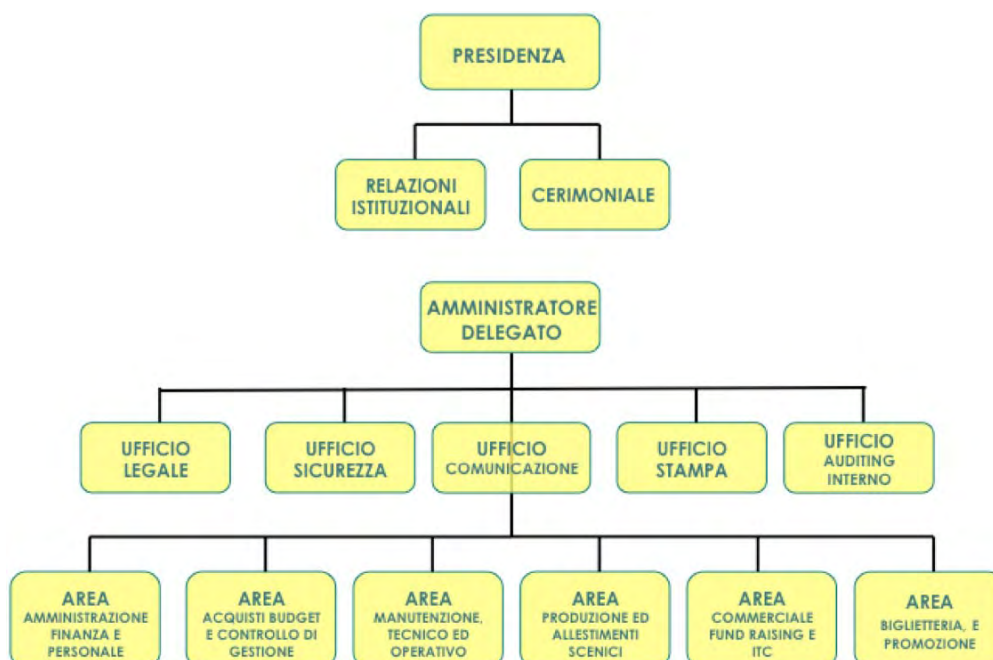 PRESIDENZA
RELAZIONI
ISTITUZIONALI
CERIMONIALE
AMMINISTRATORE
DELEGATO
UFFICIO
LEGALE
UFFICIO
SICUREZZA
UFFICIO
COMUNICAZIONE
UFFICIO
STAMPA
UFFICIO
AUDITING
INTERNO
AREA
AMMINISTRAZIONE
FINANZA E
PERSONALE
AREA
ACQUISTI BUDGET
E CONTROLLO DI
GESTIONE
AREA
MANUTENZIONE,
TECNICO ED
OPERATIVO
AREA
PRODUZIONE ED
ALLESTIMENTI
SCENICI
AREA
COMMERCIALE
FUND RAISING E
ITC
AREA
BIGLIETTERIA, E
PROMOZIONE